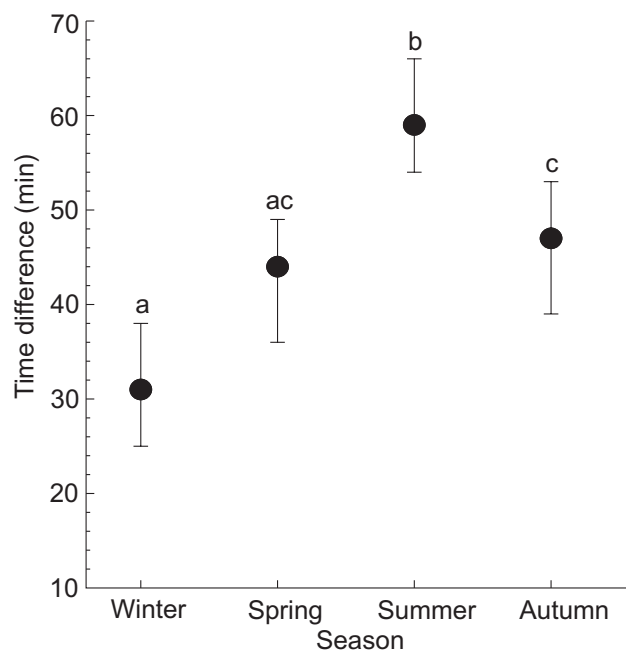 70
60
50
40
30
20
10
Time difference (min)
a
ac
b
c
Winter Spring Summer Autumn
Season